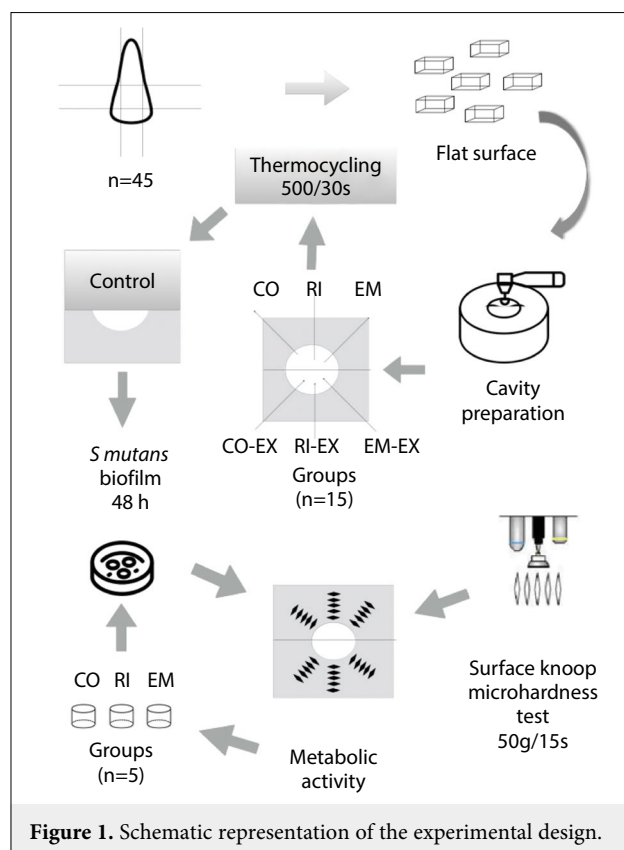 n=45
Flat surface
Thermocycling
500/30s
Control
CO RI EM
Cavity
preparation
CO-EX RI-EX EM-EX
Groups
(n=15)
S mutans
biofilm
48 h
CO RI EM
Groups
(n=5)
Metabolic
activity
Surface knoop
microhardness
test
50g/15s
Figure 1. Schematic representation of the experimental design.